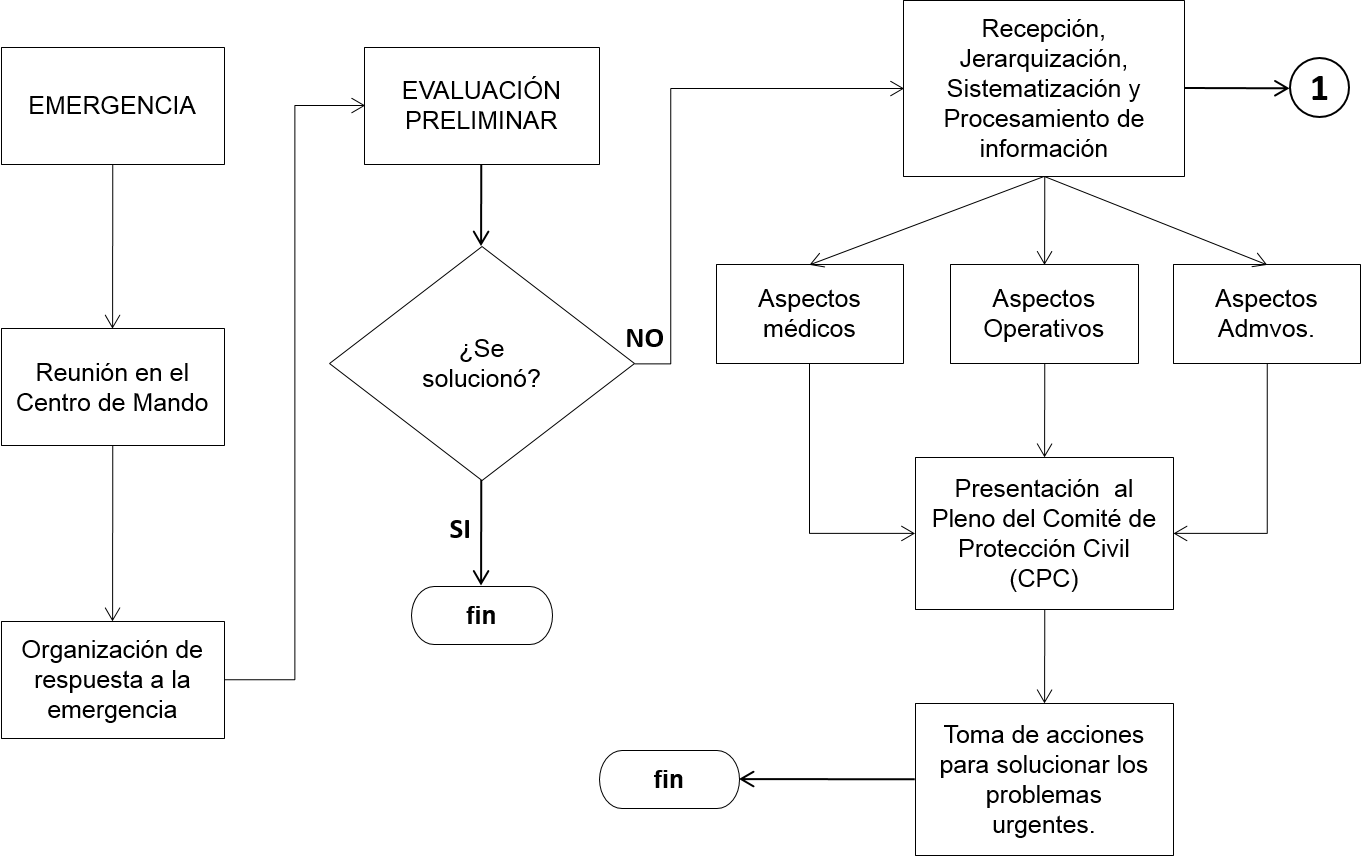 EMERGENCIA
Reunión en el
Centro de Mando
Organización de
respuesta a la
emergencia
EVALUACIÓN
PRELIMINAR
¿Se
solucionó?
NO
SI
fin
Recepción,
Jerarquización,
Sistematización y
Procesamiento de
información
1
Aspectos
médicos
Aspectos
Operativos
Aspectos
Admvos.
Presentación al
Pleno del Comité de
Protección Civil
(CPC)
Toma de acciones
para solucionar los
problemas
urgentes.
fin